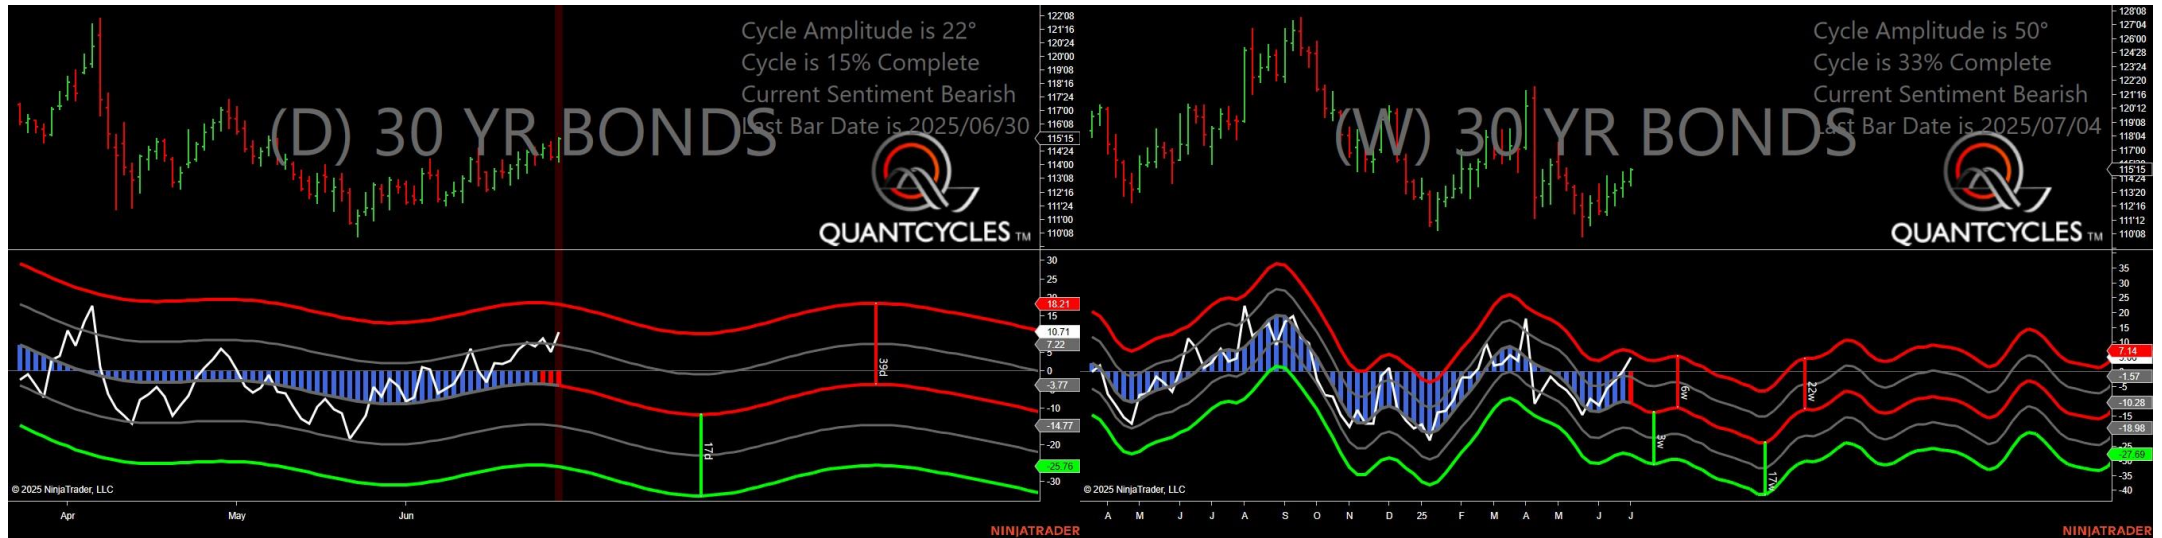 Cycle Amplitude is 22°
Cycle is 15% Complete
Current Sentiment Bearish
Last Bar Date is 2025/06/30
(D) 30 YR BONDS
QUANTCYCLES TM
122'08
121'16
120'24
120'00
119'08
118'16
117'24
117'00
116'08
115'15
114'24
114'00
113'08
112'16
111'24
111'00
110'08
30
25
18.21
15
10.71
7.22
5
0
-3.77
-10
-14.77
-20
-25.76
-30
39d
17d
© 2025 NinjaTrader, LLC
Apr
May
Jun
NINJATRADER
Cycle Amplitude is 50°
Cycle is 33% Complete
Current Sentiment Bearish
Last Bar Date is 2025/07/04
(W) 30 YR BONDS
QUANTCYCLES TM
128'08
127'04
126'00
124'28
123'24
122'20
121'16
120'12
119'08
118'04
117'00
115'15
114'24
113'20
112'16
111'12
110'08
35
30
25
20
15
10
7.14
-1.57
-5
-10.28
-15
-18.98
-27.69
-35
-40
6w
22w
3w
17w
© 2025 NinjaTrader, LLC
A
M
J
J
A
S
O
N
D
25
F
M
A
M
J
J
NINJATRADER